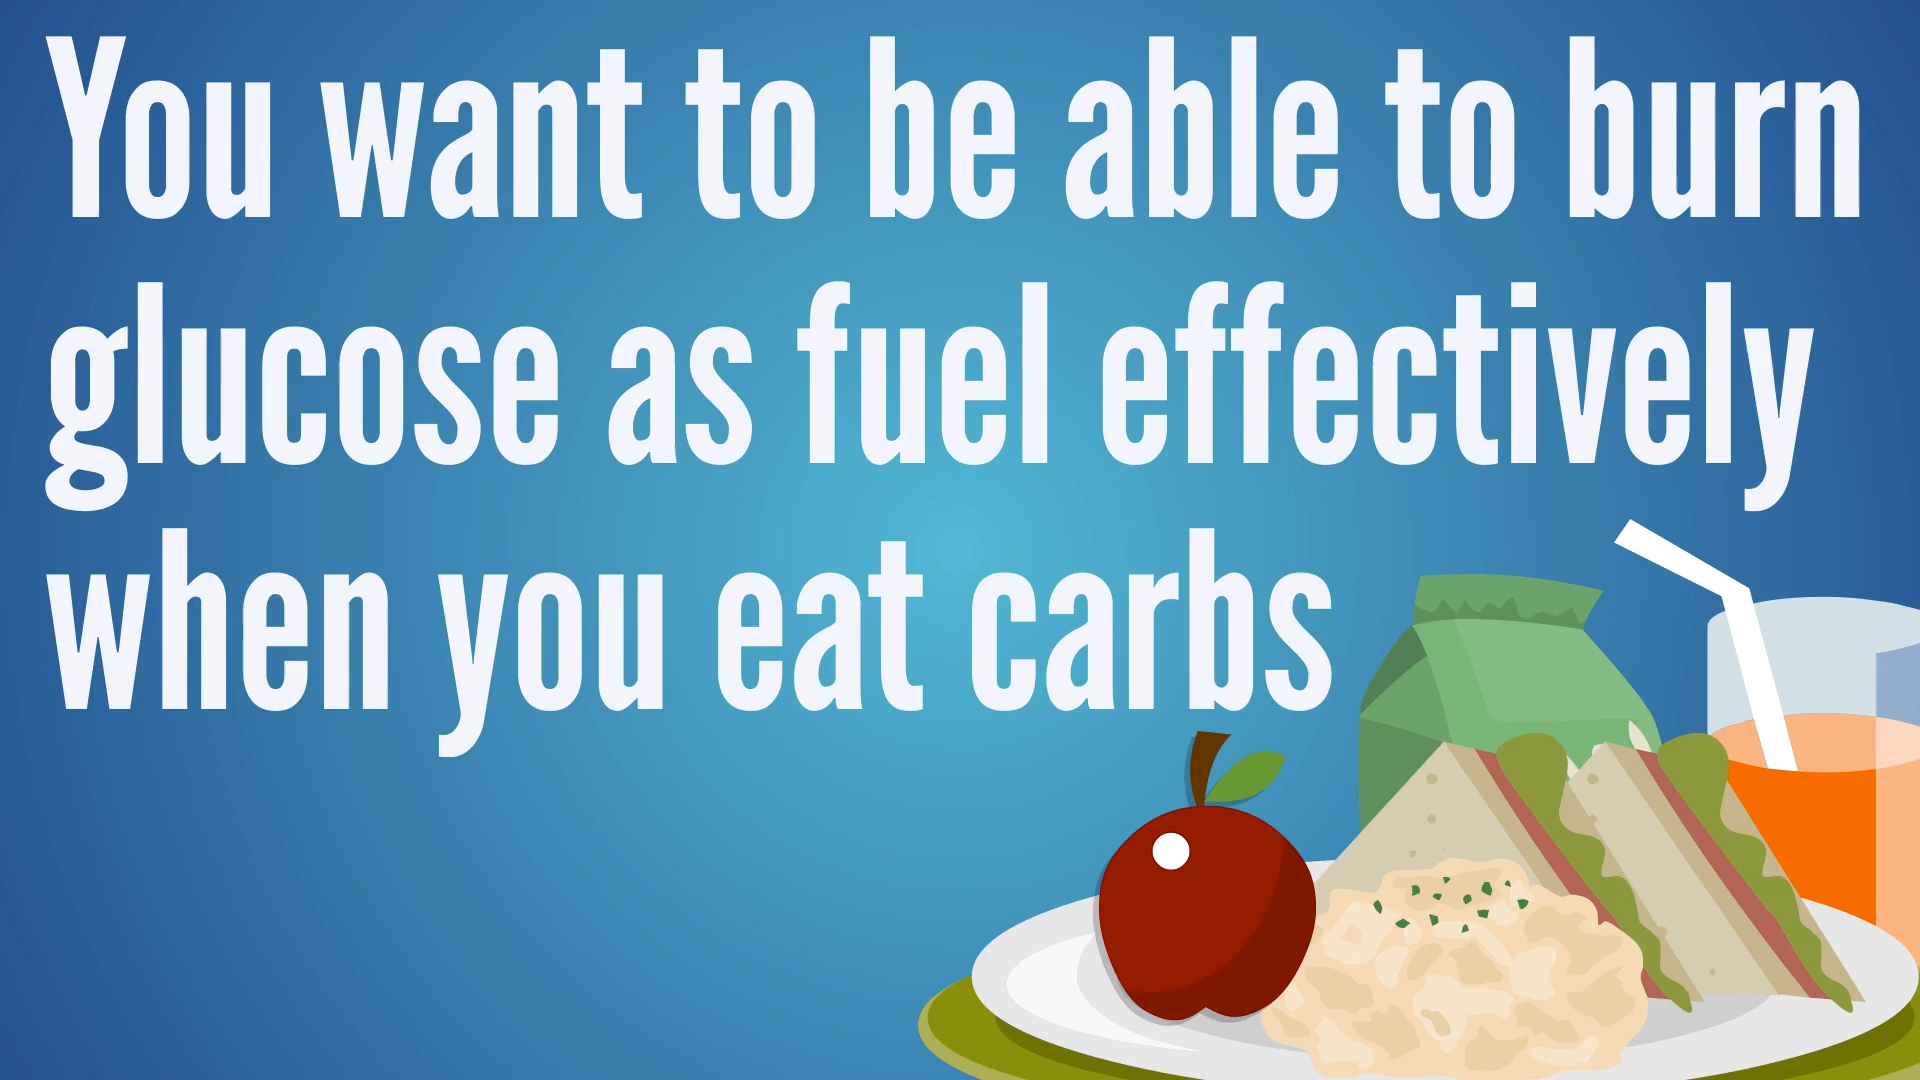 You want to be able to burn
glucose as fuel effectively
when you eat carbs